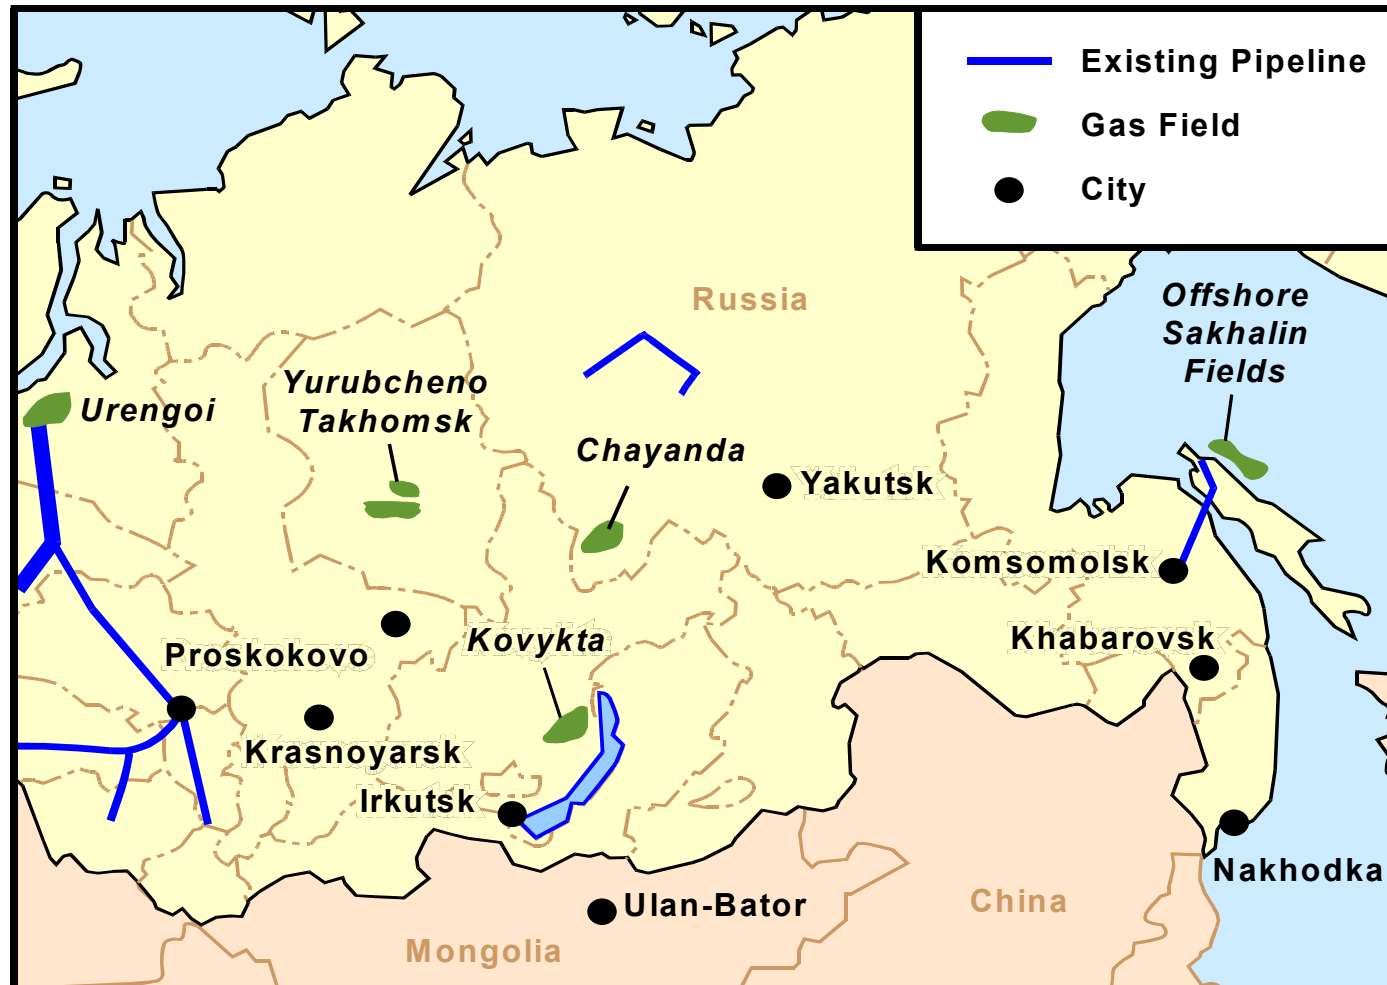 Existing Pipeline
Gas Field
City
Russia
Offshore
Sakhalin
Fields
Yurubcheno
Takhomsk
Urengoi
Chayanda
Yakutsk
Komsomolsk
Khabarovsk
Kovykta
Proskokovo
Krasnoyarsk
Irkutsk
Nakhodka
Ulan-Bator
China
Mongolia